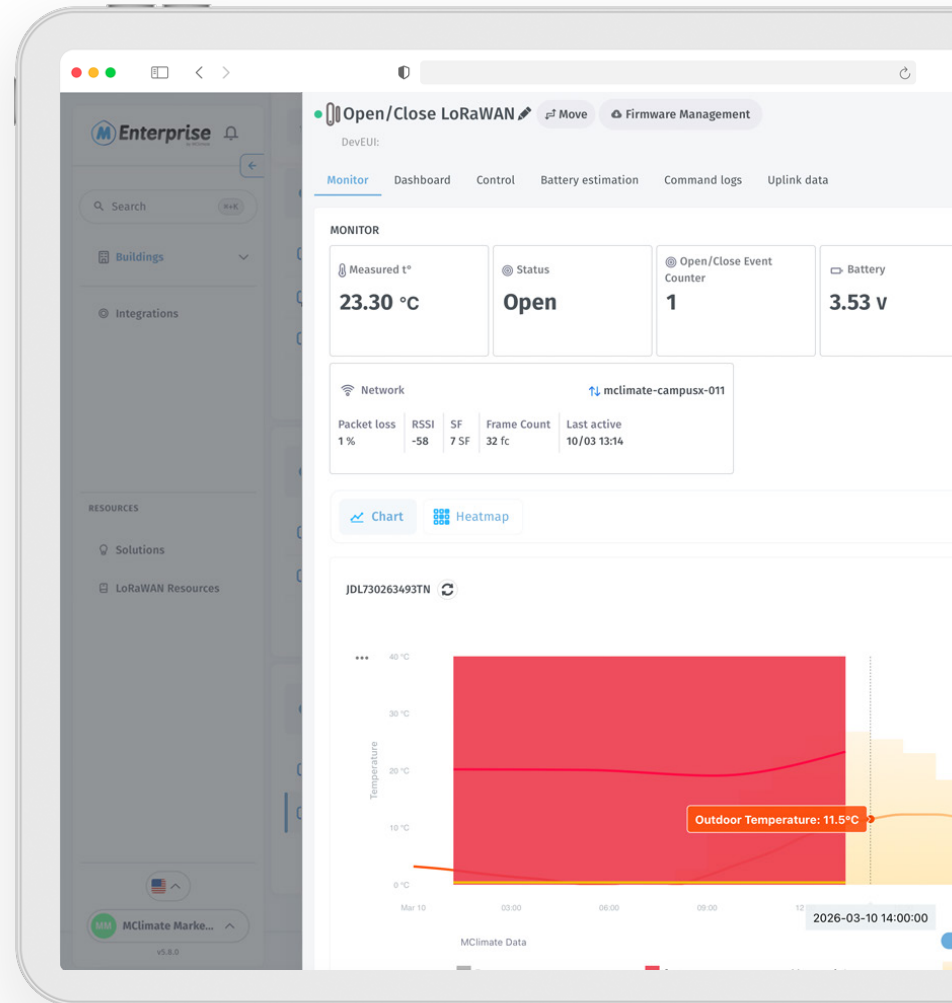 Open/Close LoRaWAN
Move
Firmware Management
DevEUI:
M Enterprise
by MClimate
Search
⌘+K
Buildings
Integrations
RESOURCES
Solutions
LoRaWAN Resources
MM
MClimate Marke...
v5.8.0
Monitor
Dashboard
Control
Battery estimation
Command logs
Uplink data
MONITOR
Measured t°
23.30 °C
Status
Open
Open/Close Event
Counter
1
Battery
3.53 V
Network
mclimate-campusx-011
Packet loss
1 %
RSSI
-58
SF
7 SF
Frame Count
32 fc
Last active
10/03 13:14
Chart
Heatmap
JDL730263493TN
40 °C
30 °C
20 °C
10 °C
0 °C
Temperature
Outdoor Temperature: 11.5°C
Mar 10
03:00
06:00
09:00
2026-03-10 14:00:00
MClimate Data